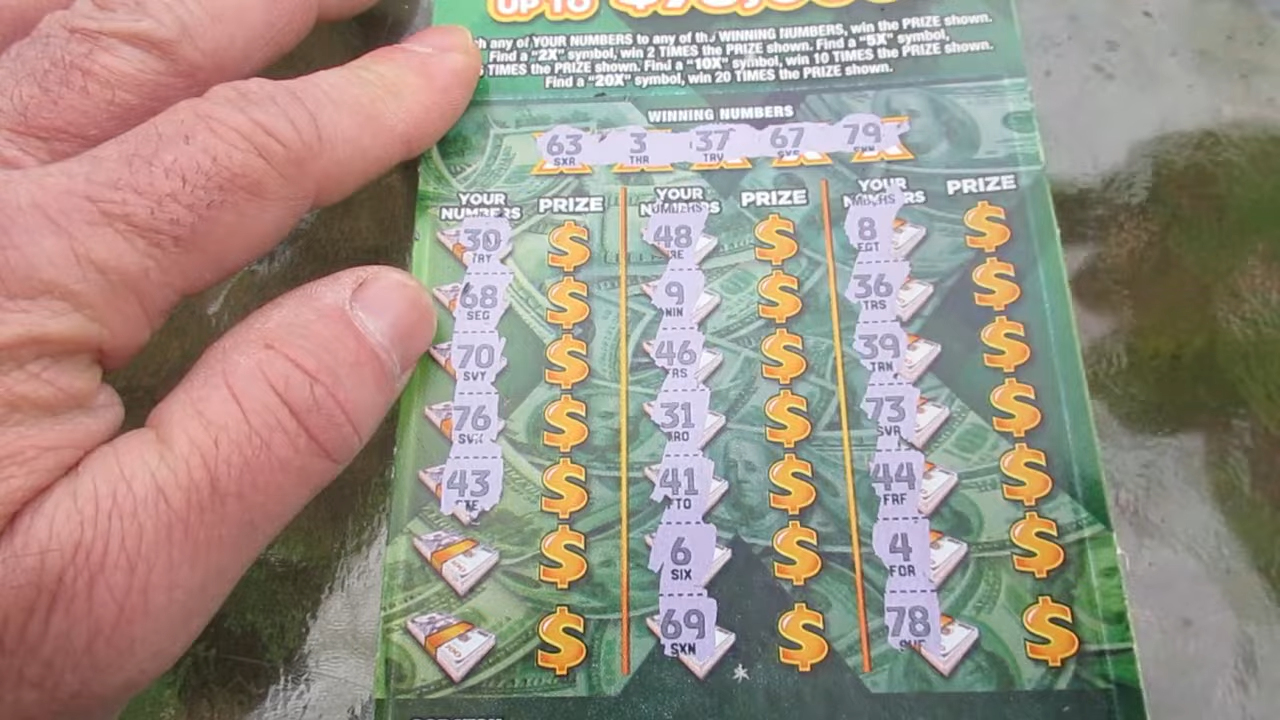 UP TO
any of YOUR NUMBERS to any of the WINNING NUMBERS, win the PRIZE shown.
Find a "2X" symbol, win 2 TIMES the PRIZE shown. Find a "5X" symbol,
TIMES the PRIZE shown. Find a "10X" symbol, win 10 TIMES the PRIZE shown.
Find a "20X" symbol, win 20 TIMES the PRIZE shown.
WINNING NUMBERS
63 3 37 67 79
SXR THR TRV SXN
YOUR NUMBERS PRIZE YOUR NUMBERS PRIZE YOUR NUMBERS PRIZE
30 $ 48 $ 8 $
TRY EGT
68 $ 9 $ 36 $
SEG NIN TRS
70 $ 46 $ 39 $
SVY FRS TRN
76 $ 31 $ 73 $
SVX SVR
43 $ 41 $ 44 $
FTO FRF
$ 6 $ 4 $
SIX FOR
$ 69 $ 78 $
SXN